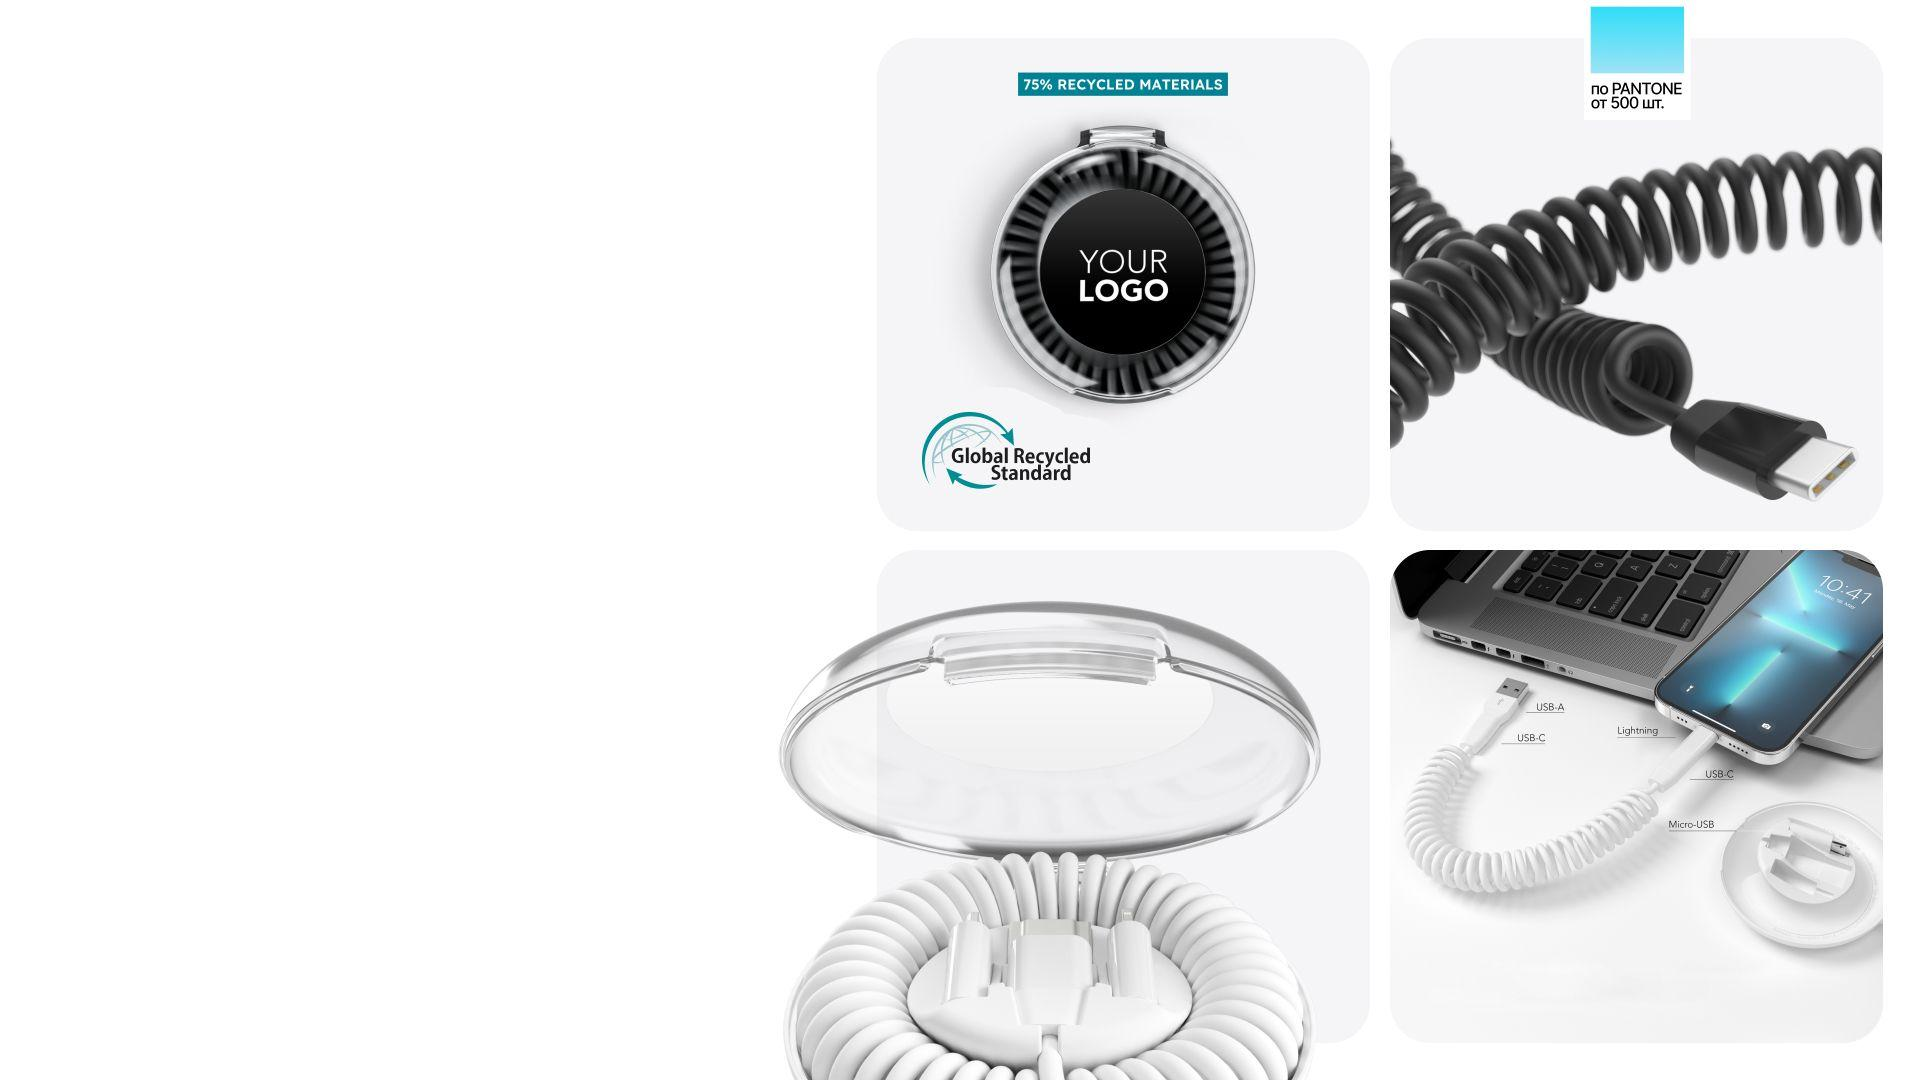 75% RECYCLED MATERIALS
YOUR
LOGO
Global Recycled
Standard
по PANTONE
от 500 шт.
10:41
USB-A
USB-C
Lightning
USB-C
Micro-USB